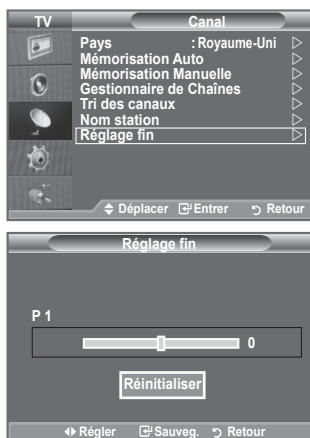 TV Canal
Pays : Royaume-Uni
Mémorisation Auto
Mémorisation Manuelle
Gestionnaire de Chaînes
Tri des canaux
Nom station
Réglage fin
Déplacer Entrer Retour
Réglage fin
P 1
0
Réinitialiser
Régler Sauveg. Retour